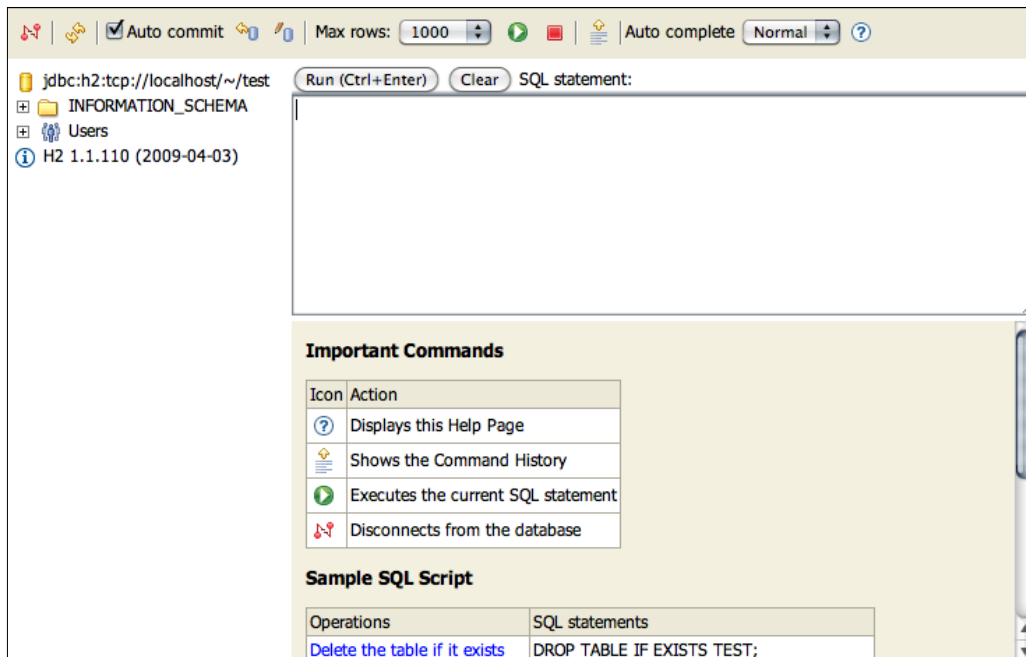 Auto commit Max rows: 1000 Auto complete Normal
jdbc:h2:tcp://localhost/~/test
INFORMATION_SCHEMA
Users
H2 1.1.110 (2009-04-03)
Run (Ctrl+Enter) Clear SQL statement:
Important Commands
Icon Action
Displays this Help Page
Shows the Command History
Executes the current SQL statement
Disconnects from the database
Sample SQL Script
Operations SQL statements
Delete the table if it exists DROP TABLE IF EXISTS TEST;